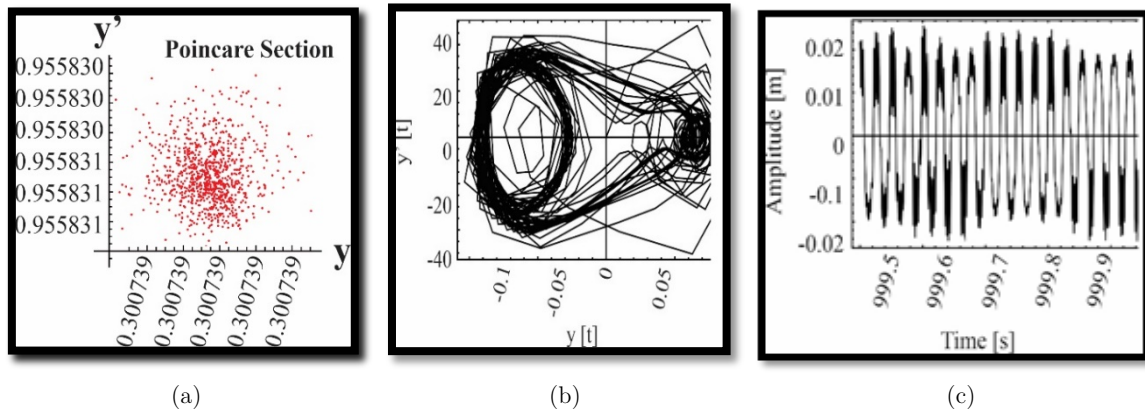 y'
Poincare Section
0.955830
0.955830
0.955831
0.955831
0.955831
y
0.300739
0.300739
0.300739
0.300739
0.300739
(a)
40
20
0
-20
-40
y' [t]
-0.1
-0.05
0
0.05
y [t]
(b)
0.02
0.01
0
-0.1
-0.02
Amplitude [m]
999.5
999.6
999.7
999.8
999.9
Time [s]
(c)